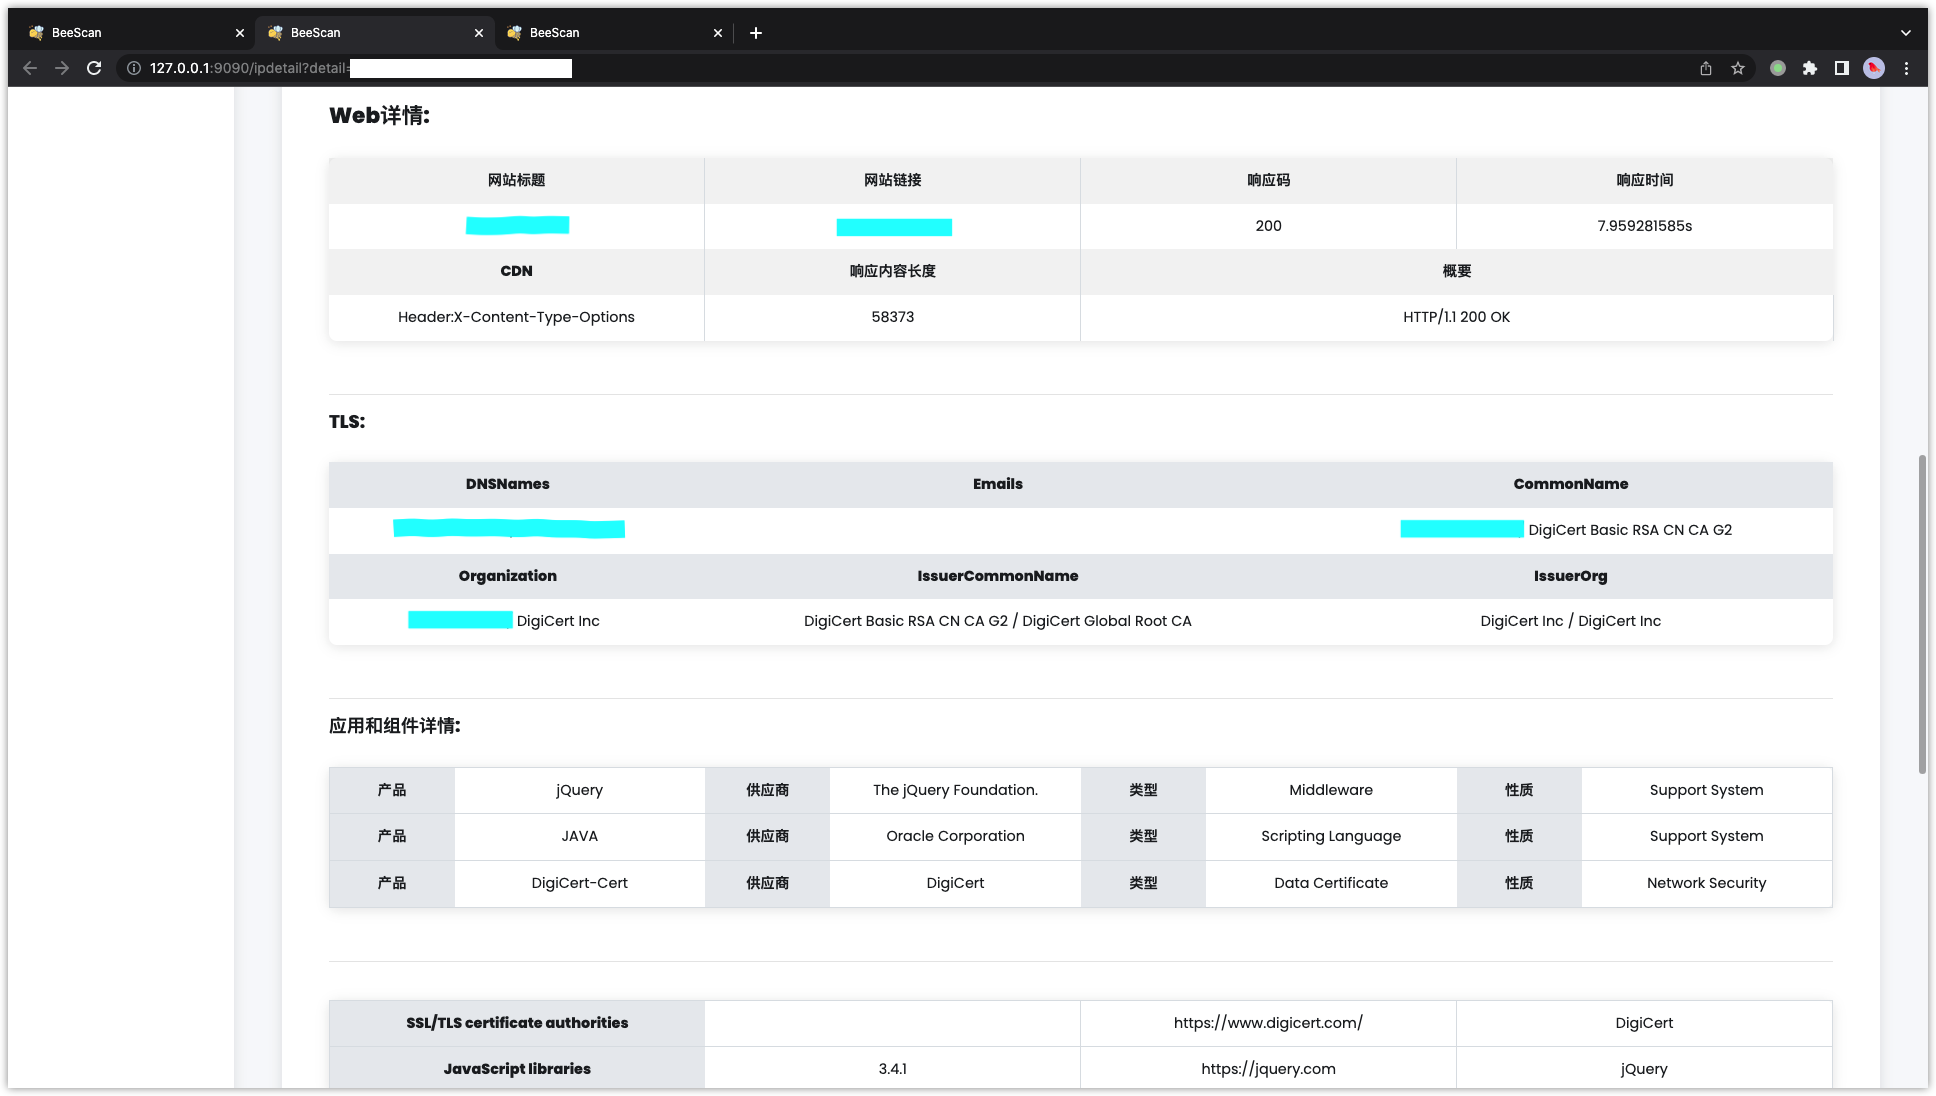 BeeScan
BeeScan
BeeScan
127.0.0.1:9090/ipdetail?detail=
Web详情:
网站标题 网站链接 响应码 响应时间
200 7.959281585s
CDN 响应内容长度 概要
Header:X-Content-Type-Options 58373 HTTP/1.1 200 OK
TLS:
DNSNames Emails CommonName
DigiCert Basic RSA CN CA G2
Organization IssuerCommonName IssuerOrg
DigiCert Inc DigiCert Basic RSA CN CA G2 / DigiCert Global Root CA DigiCert Inc / DigiCert Inc
应用和组件详情:
产品 jQuery 供应商 The jQuery Foundation. 类型 Middleware 性质 Support System
产品 JAVA 供应商 Oracle Corporation 类型 Scripting Language 性质 Support System
产品 DigiCert-Cert 供应商 DigiCert 类型 Data Certificate 性质 Network Security
SSL/TLS certificate authorities https://www.digicert.com/ DigiCert
JavaScript libraries 3.4.1 https://jquery.com jQuery